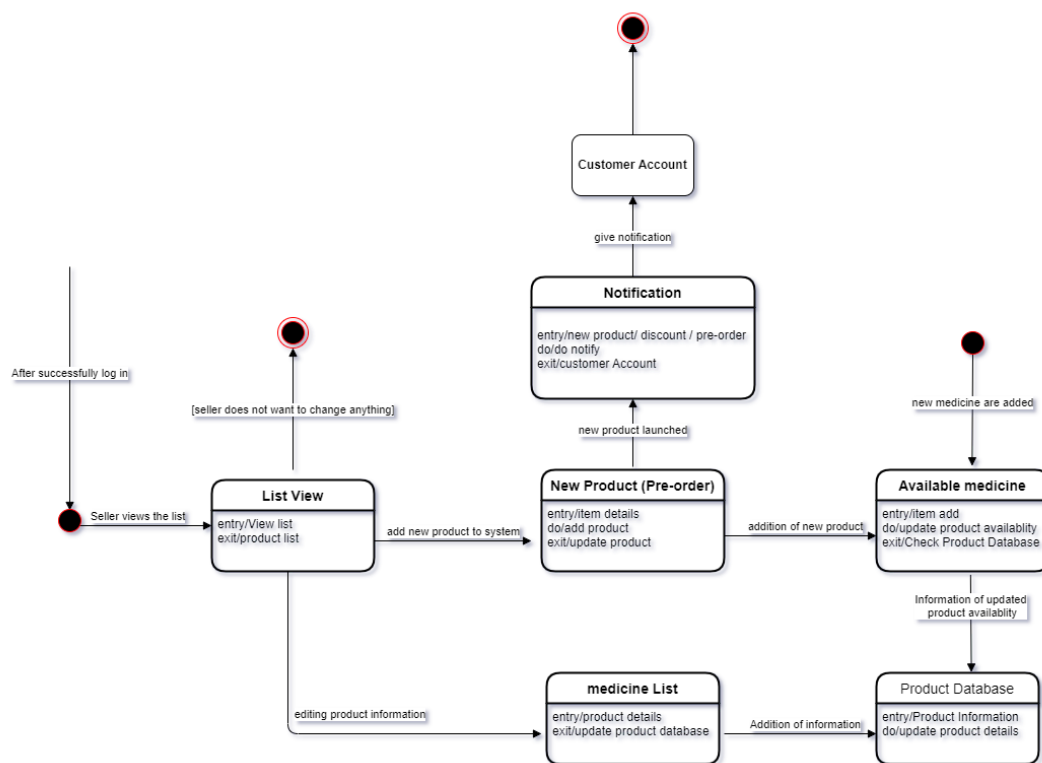 Customer Account
give notification
Notification
entry/new product/ discount / pre-order
do/do notify
exit/customer Account
After successfully log in
[seller does not want to change anything]
new medicine are added
new product launched
List View
entry/View list
exit/product list
New Product (Pre-order)
entry/item details
do/add product
exit/update product
Available medicine
entry/item add
do/update product availablity
exit/Check Product Database
Seller views the list
add new product to system
addition of new product
Information of updated
product availablity
medicine List
entry/product details
exit/update product database
Product Database
entry/Product Information
do/update product details
editing product information
Addition of information